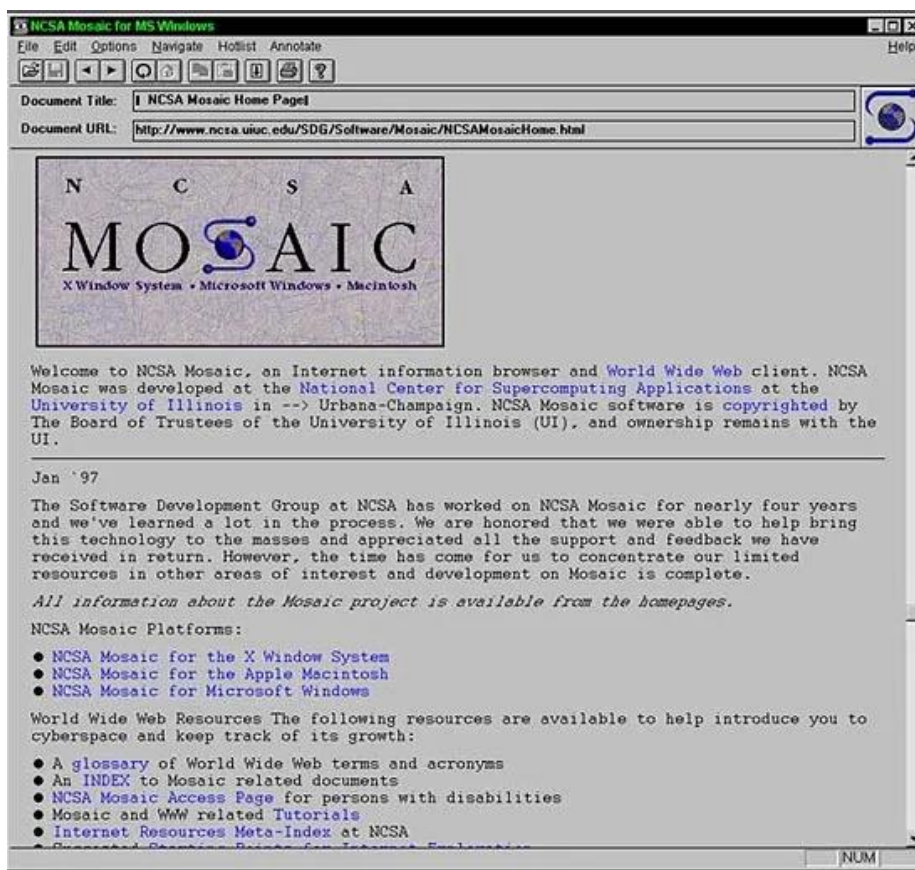 NCSA Mosaic for MS Windows
File Edit Options Navigate Hotlist Annotate Help
Document Title: NCSA Mosaic Home Page
Document URL: http://www.ncsa.uiuc.edu/SDG/Software/Mosaic/NCSAMosaicHome.html
N C S A
MOSAIC
X Window System • Microsoft Windows • Macintosh
Welcome to NCSA Mosaic, an Internet information browser and World Wide Web client. NCSA
Mosaic was developed at the National Center for Supercomputing Applications at the
University of Illinois in --> Urbana-Champaign. NCSA Mosaic software is copyrighted by
The Board of Trustees of the University of Illinois (UI), and ownership remains with the
UI.
Jan `97
The Software Development Group at NCSA has worked on NCSA Mosaic for nearly four years
and we've learned a lot in the process. We are honored that we were able to help bring
this technology to the masses and appreciated all the support and feedback we have
received in return. However, the time has come for us to concentrate our limited
resources in other areas of interest and development on Mosaic is complete.
All information about the Mosaic project is available from the homepages.
NCSA Mosaic Platforms:
● NCSA Mosaic for the X Window System
● NCSA Mosaic for the Apple Macintosh
● NCSA Mosaic for Microsoft Windows
World Wide Web Resources The following resources are available to help introduce you to
cyberspace and keep track of its growth:
● A glossary of World Wide Web terms and acronyms
● An INDEX to Mosaic related documents
● NCSA Mosaic Access Page for persons with disabilities
● Mosaic and WWW related Tutorials
● Internet Resources Meta-Index at NCSA
NUM